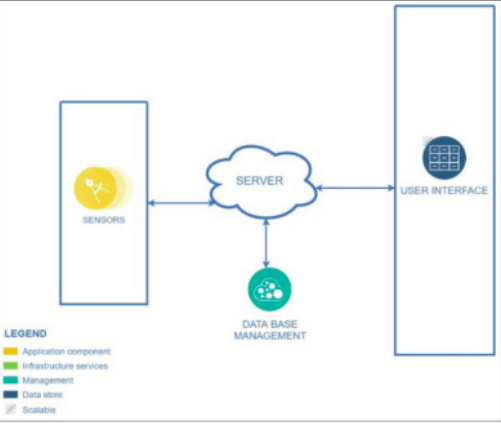 SERVER
USER INTERFACE
SENSORS
DATA BASE
MANAGEMENT
LEGEND
Application component
Infrastructure services
Management
Data store
Scalable